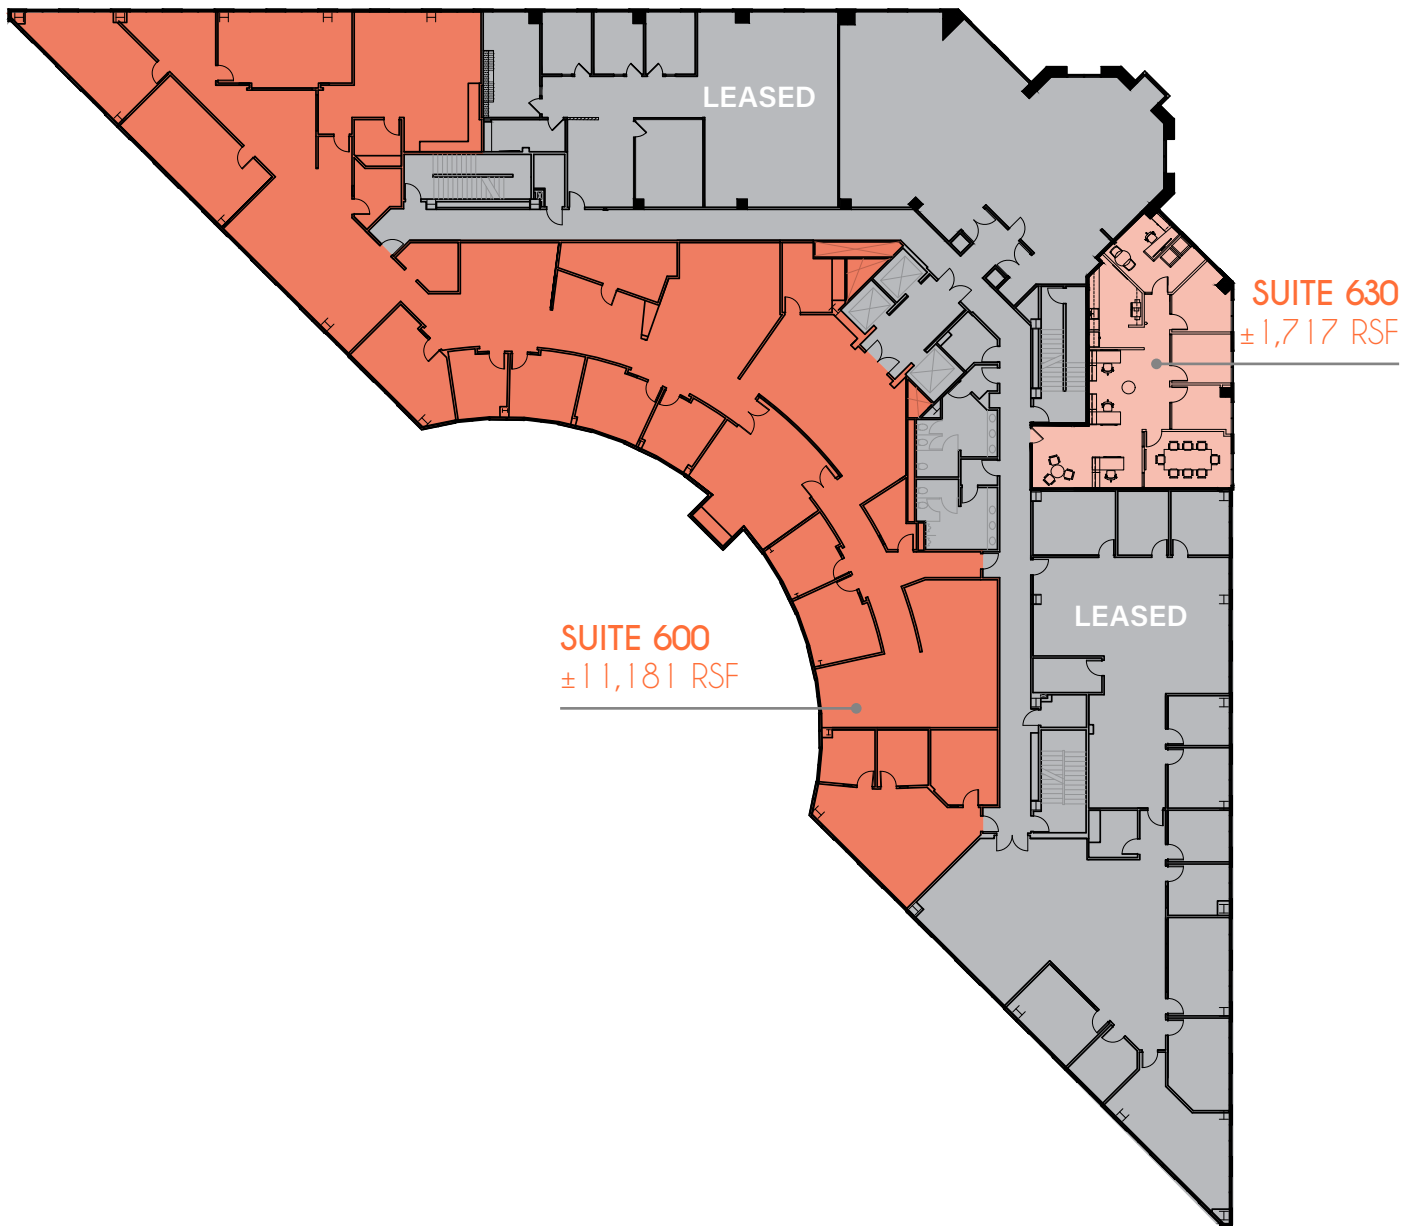 LEASED
SUITE 630
±1,717 RSF
LEASED
SUITE 600
±11,181 RSF